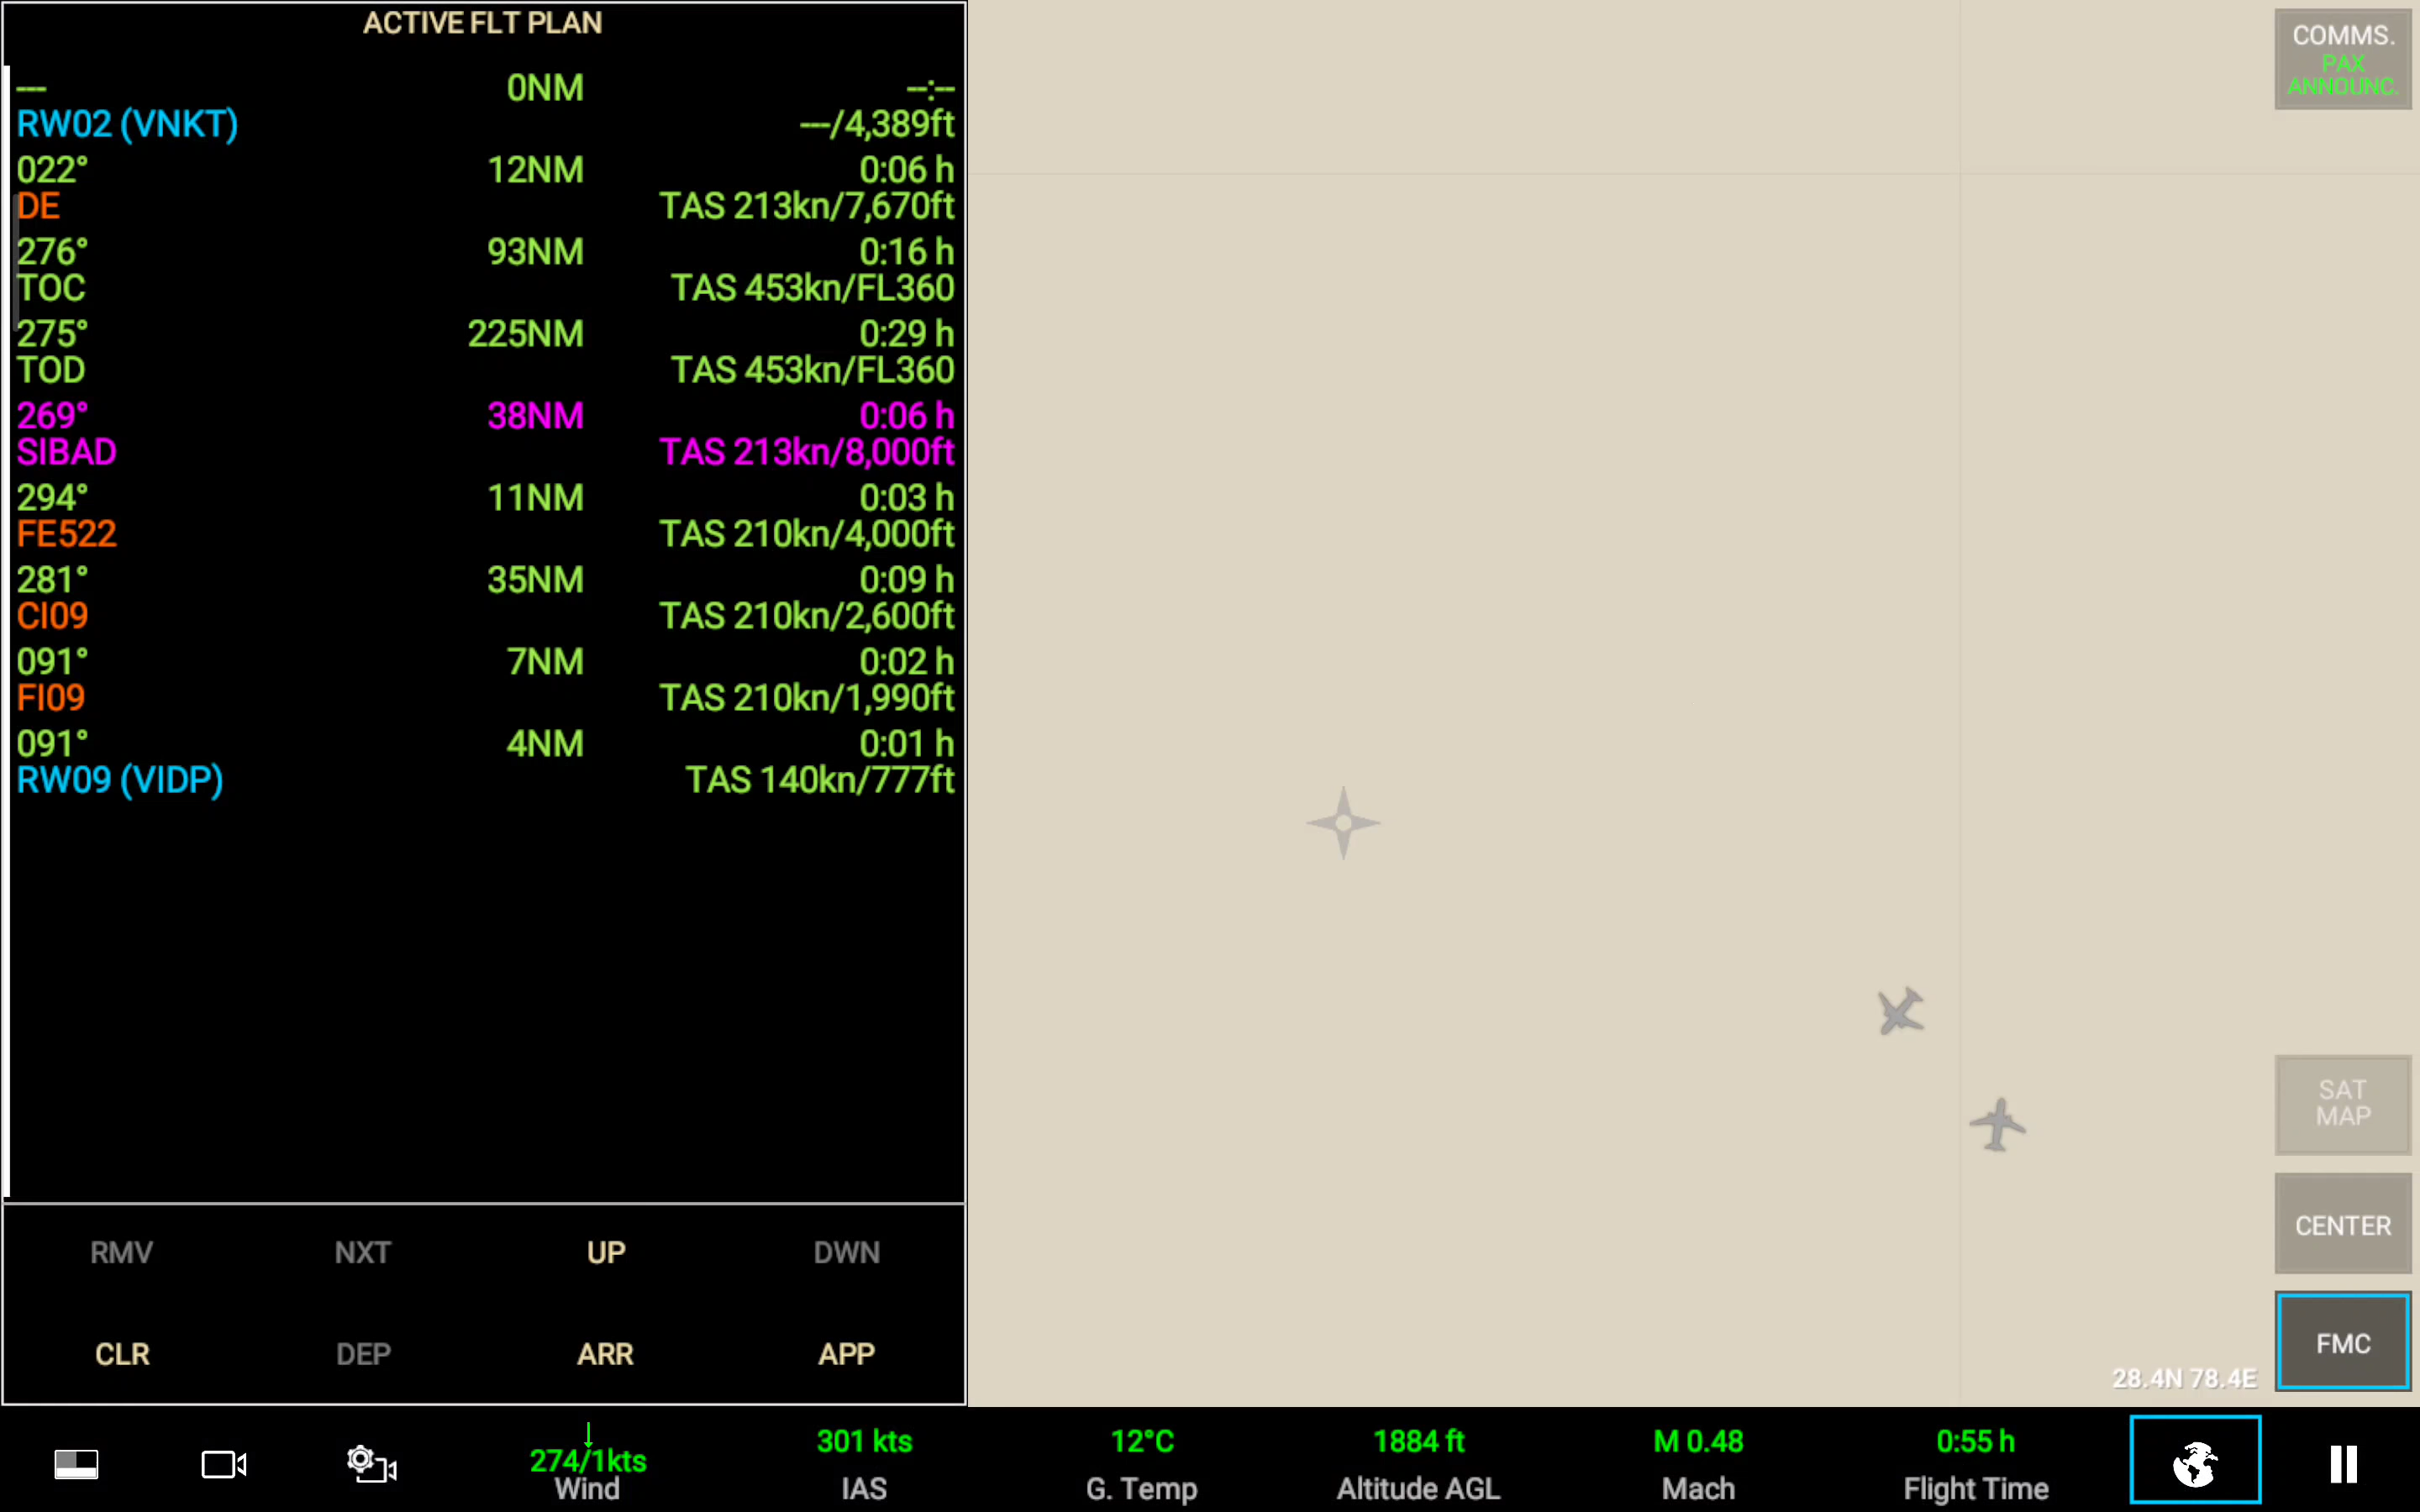 ACTIVE FLT PLAN
--- 0NM --:--
RW02 (VNKT) ---/4,389ft
022° 12NM 0:06 h
DE TAS 213kn/7,670ft
276° 93NM 0:16 h
TOC TAS 453kn/FL360
275° 225NM 0:29 h
TOD TAS 453kn/FL360
269° 38NM 0:06 h
SIBAD TAS 213kn/8,000ft
294° 11NM 0:03 h
FE522 TAS 210kn/4,000ft
281° 35NM 0:09 h
CI09 TAS 210kn/2,600ft
091° 7NM 0:02 h
FI09 TAS 210kn/1,990ft
091° 4NM 0:01 h
RW09 (VIDP) TAS 140kn/777ft
RMV NXT UP DWN
CLR DEP ARR APP
COMMS.
PAX
ANNOUNC.
SAT
MAP
CENTER
FMC
28.4N 78.4E
274/1kts 301 kts 12°C 1884 ft M 0.48 0:55 h
Wind IAS G. Temp Altitude AGL Mach Flight Time